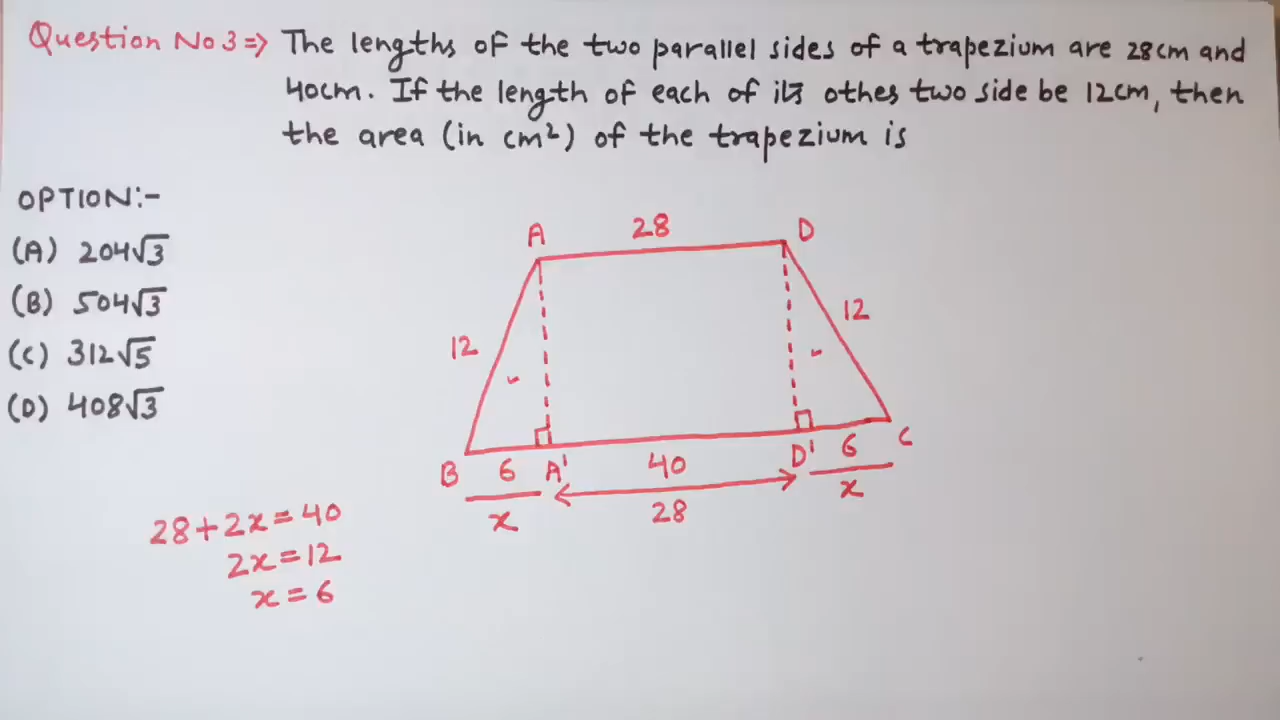 Question No 3=> The lengths of the two parallel sides of a trapezium are 28cm and
40cm. If the length of each of its othes two side be 12cm, then
the area (in cm²) of the trapezium is
OPTION:-
(A) 204√3
(B) 504√3
(C) 312√5
(D) 408√3
A 28 D
12 12
B 6 A' 40 D' 6 C
x 28 x
28+2x=40
2x=12
x=6